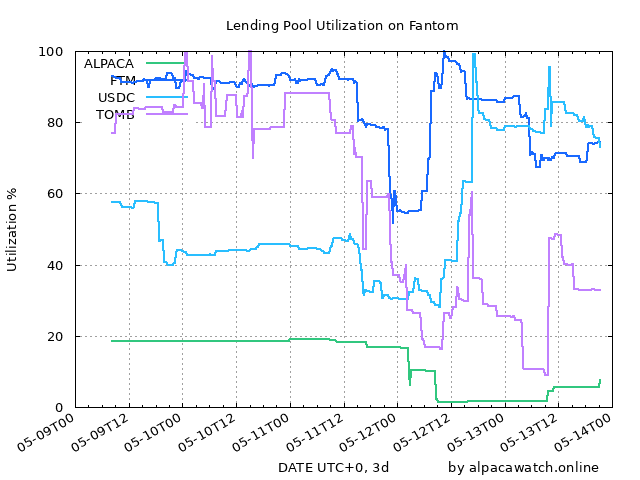 Lending Pool Utilization on Fantom
ALPACA
FTM
USDC
TOMB
Utilization %
100
80
60
40
20
0
05-09T00
05-09T12
05-10T00
05-10T12
05-11T00
05-11T12
05-12T00
05-12T12
05-13T00
05-13T12
05-14T00
DATE UTC+0, 3d
by alpacawatch.online